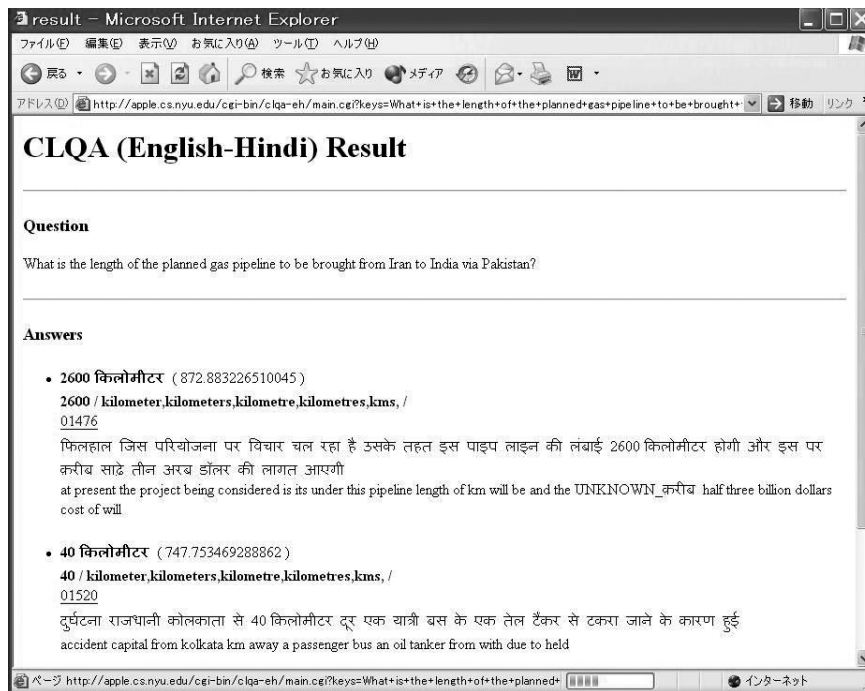 result - Microsoft Internet Explorer
ファイル(F) 編集(E) 表示(V) お気に入り(A) ツール(T) ヘルプ(H)
戻る 検索 お気に入り メディア
アドレス(D) http://apple.cs.nyu.edu/cgi-bin/clqa-eh/main.cgi?keys=What+is+the+length+of+the+planned+gas+pipeline+to+be+brought+ 移動 リンク
CLQA (English-Hindi) Result
Question
What is the length of the planned gas pipeline to be brought from Iran to India via Pakistan?
Answers
• 2600 किलोमीटर ( 872.883226510045 )
2600 / kilometer,kilometers,kilometre,kilometres,kms, /
01476
फिलहाल जिस परियोजना पर विचार चल रहा है उसके तहत इस पाइप लाइन की लंबाई 2600 किलोमीटर होगी और इस पर
क़रीब साढ़े तीन अरब डॉलर की लागत आएगी
at present the project being considered is its under this pipeline length of km will be and the UNKNOWN_क़रीब half three billion dollars
cost of will
• 40 किलोमीटर ( 747.753469288862 )
40 / kilometer,kilometers,kilometre,kilometres,kms, /
01520
दुर्घटना राजधानी कोलकाता से 40 किलोमीटर दूर एक यात्री बस के एक तेल टैंकर से टकरा जाने के कारण हुई
accident capital from kolkata km away a passenger bus an oil tanker from with due to held
ページ http://apple.cs.nyu.edu/cgi-bin/clqa-eh/main.cgi?keys=What+is+the+length+of+the+planned+ インターネット